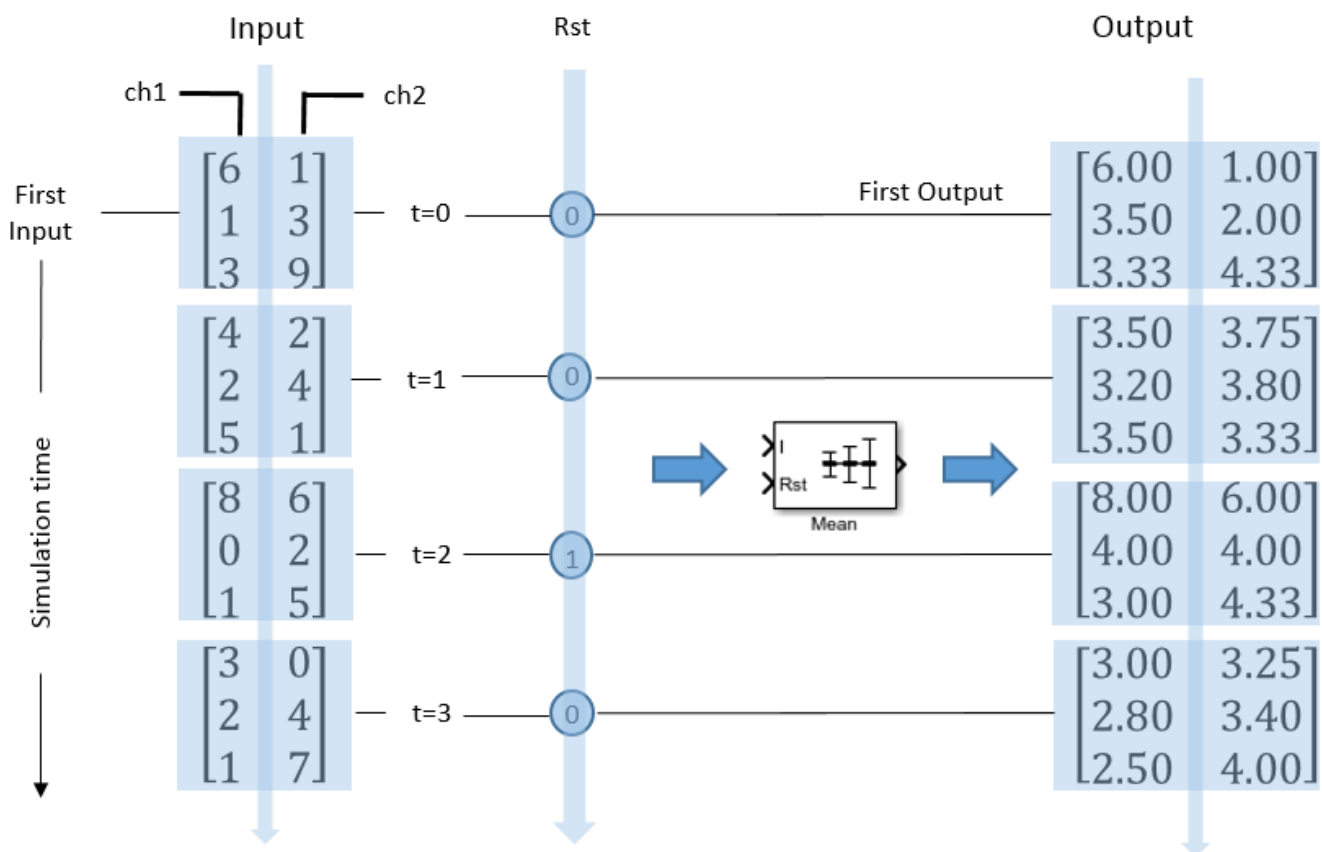 Input
Rst
Output
ch1
ch2
First
Input
Simulation time
6 1
1 3
3 9
t=0
0
First Output
6.00 1.00
3.50 2.00
3.33 4.33
4 2
2 4
5 1
t=1
0
3.50 3.75
3.20 3.80
3.50 3.33
I
Rst
Mean
8 6
0 2
1 5
t=2
1
8.00 6.00
4.00 4.00
3.00 4.33
3 0
2 4
1 7
t=3
0
3.00 3.25
2.80 3.40
2.50 4.00